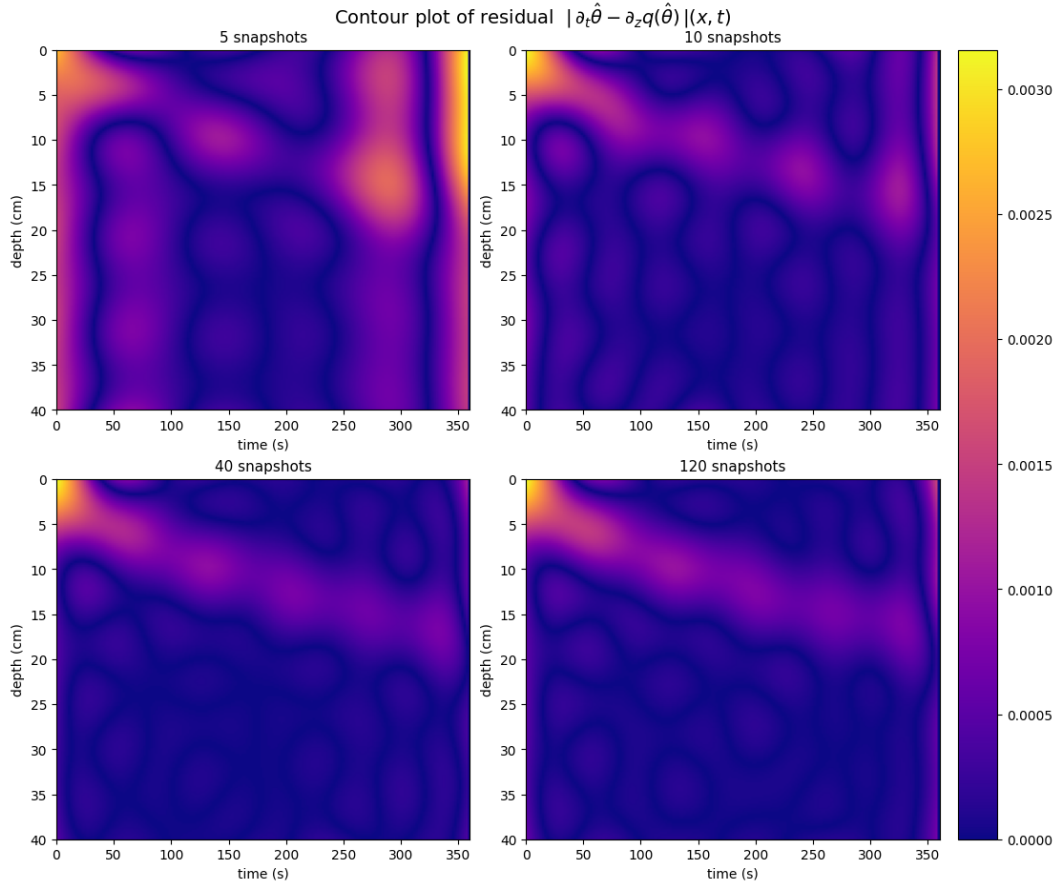 Contour plot of residual | ∂ₜθ̂ − ∂_z q(θ̂) |(x, t)
5 snapshots
10 snapshots
0
5
10
15
20
25
30
35
40
depth (cm)
0 50 100 150 200 250 300 350
time (s)
0
5
10
15
20
25
30
35
40
depth (cm)
0 50 100 150 200 250 300 350
time (s)
40 snapshots
120 snapshots
0
5
10
15
20
25
30
35
40
depth (cm)
0 50 100 150 200 250 300 350
time (s)
0
5
10
15
20
25
30
35
40
depth (cm)
0 50 100 150 200 250 300 350
time (s)
0.0030
0.0025
0.0020
0.0015
0.0010
0.0005
0.0000